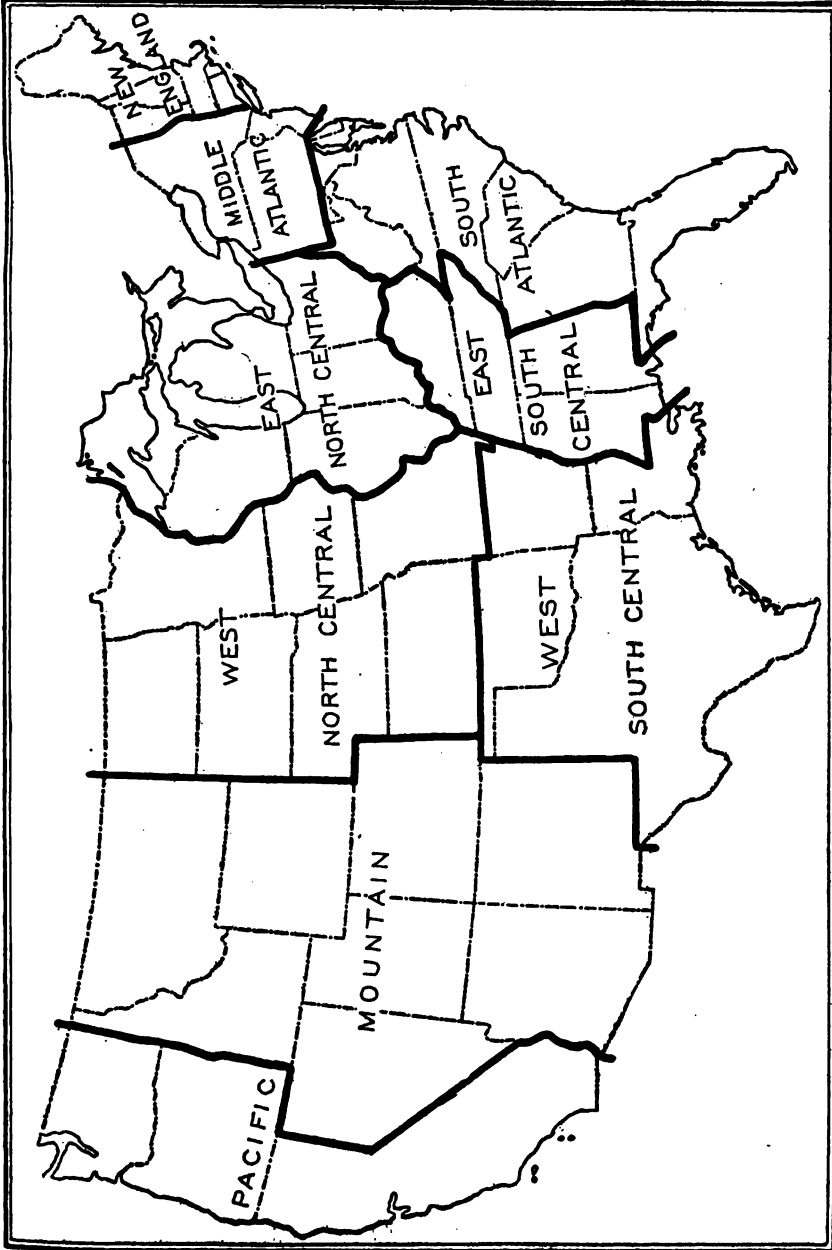 PACIFIC
MOUNTAIN
WEST
NORTH CENTRAL
WEST
SOUTH CENTRAL
EAST
NORTH CENTRAL
EAST
SOUTH
CENTRAL
SOUTH
ATLANTIC
MIDDLE
ATLANTIC
NEW
ENGLAND